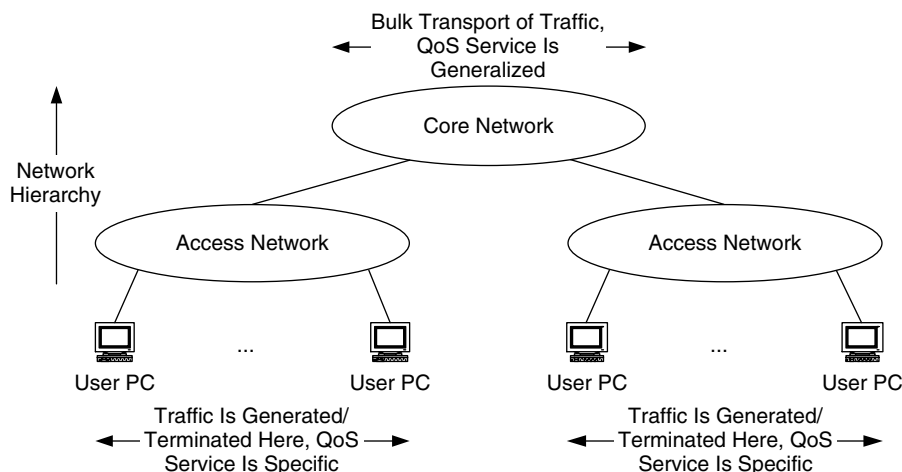 Bulk Transport of Traffic,
QoS Service Is
Generalized
Core Network
Network
Hierarchy
Access Network
Access Network
...
...
User PC
User PC
User PC
User PC
Traffic Is Generated/
Terminated Here, QoS
Service Is Specific
Traffic Is Generated/
Terminated Here, QoS
Service Is Specific